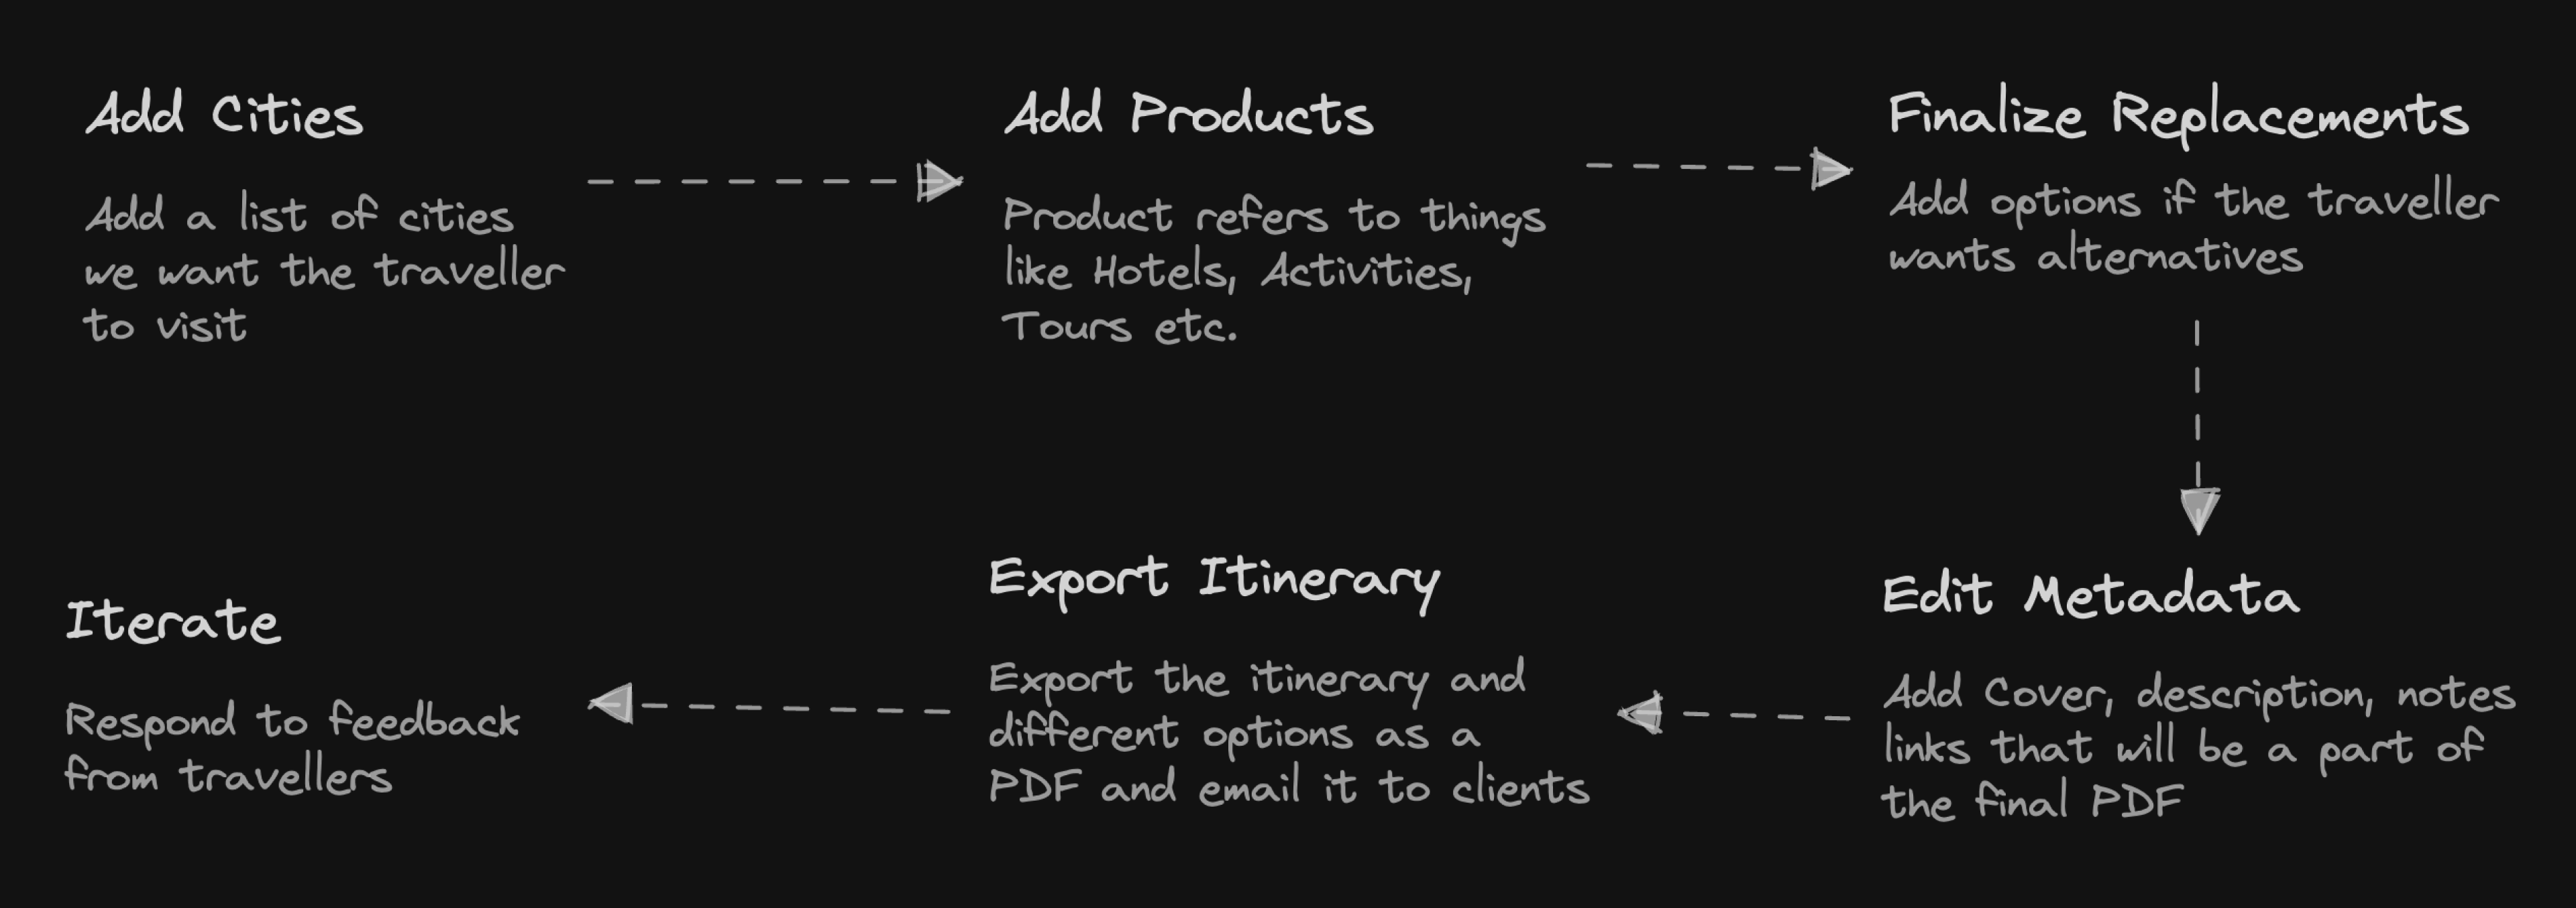 Add Cities
Add a list of cities
we want the traveller
to visit
Add Products
Product refers to things
like Hotels, Activities,
Tours etc.
Finalize Replacements
Add options if the traveller
wants alternatives
Edit Metadata
Add Cover, description, notes
links that will be a part of
the final PDF
Export Itinerary
Export the itinerary and
different options as a
PDF and email it to clients
Iterate
Respond to feedback
from travellers